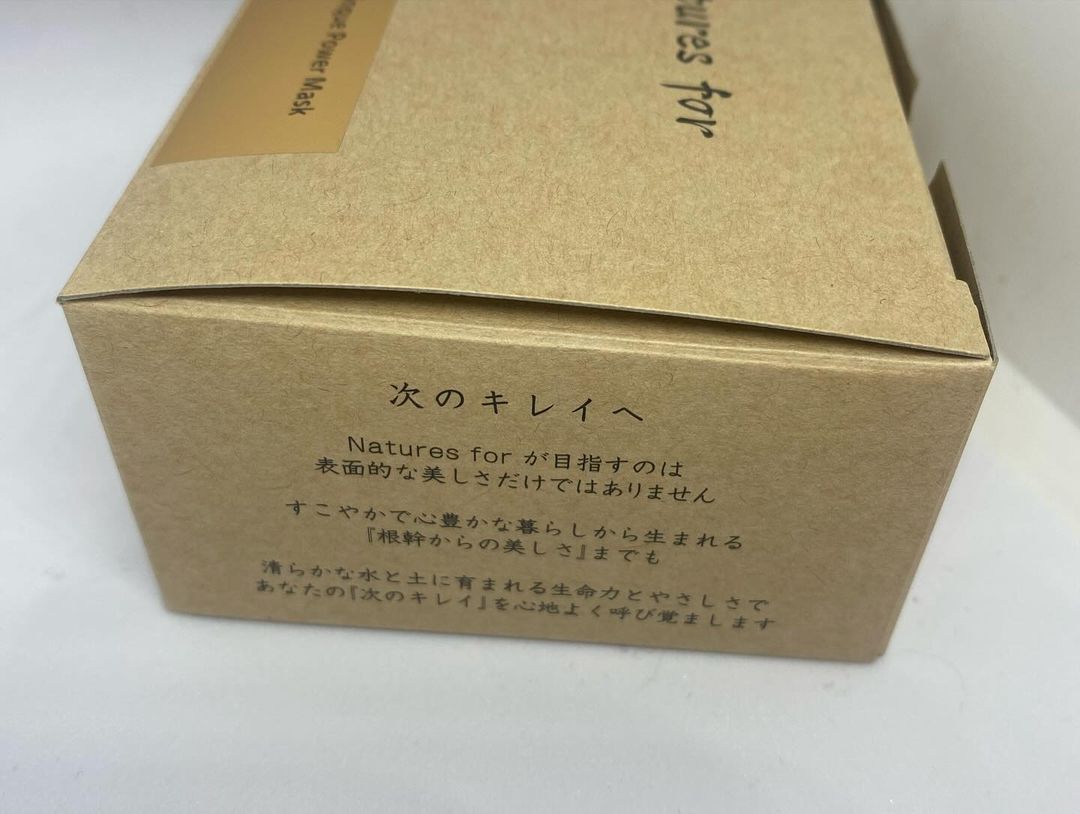 Power Mask
for
次のキレイへ
Natures for が目指すのは
表面的な美しさだけではありません
すこやかで心豊かな暮らしから生まれる
『根幹からの美しさ』までも
清らかな水と土に育まれる生命力とやさしさで
あなたの『次のキレイ』を心地よく呼び覚まします